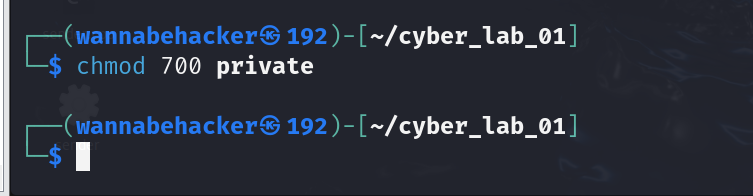 ┌──(wannabehacker㉿192)-[~/cyber_lab_01]
└─$ chmod 700 private
┌──(wannabehacker㉿192)-[~/cyber_lab_01]
└─$